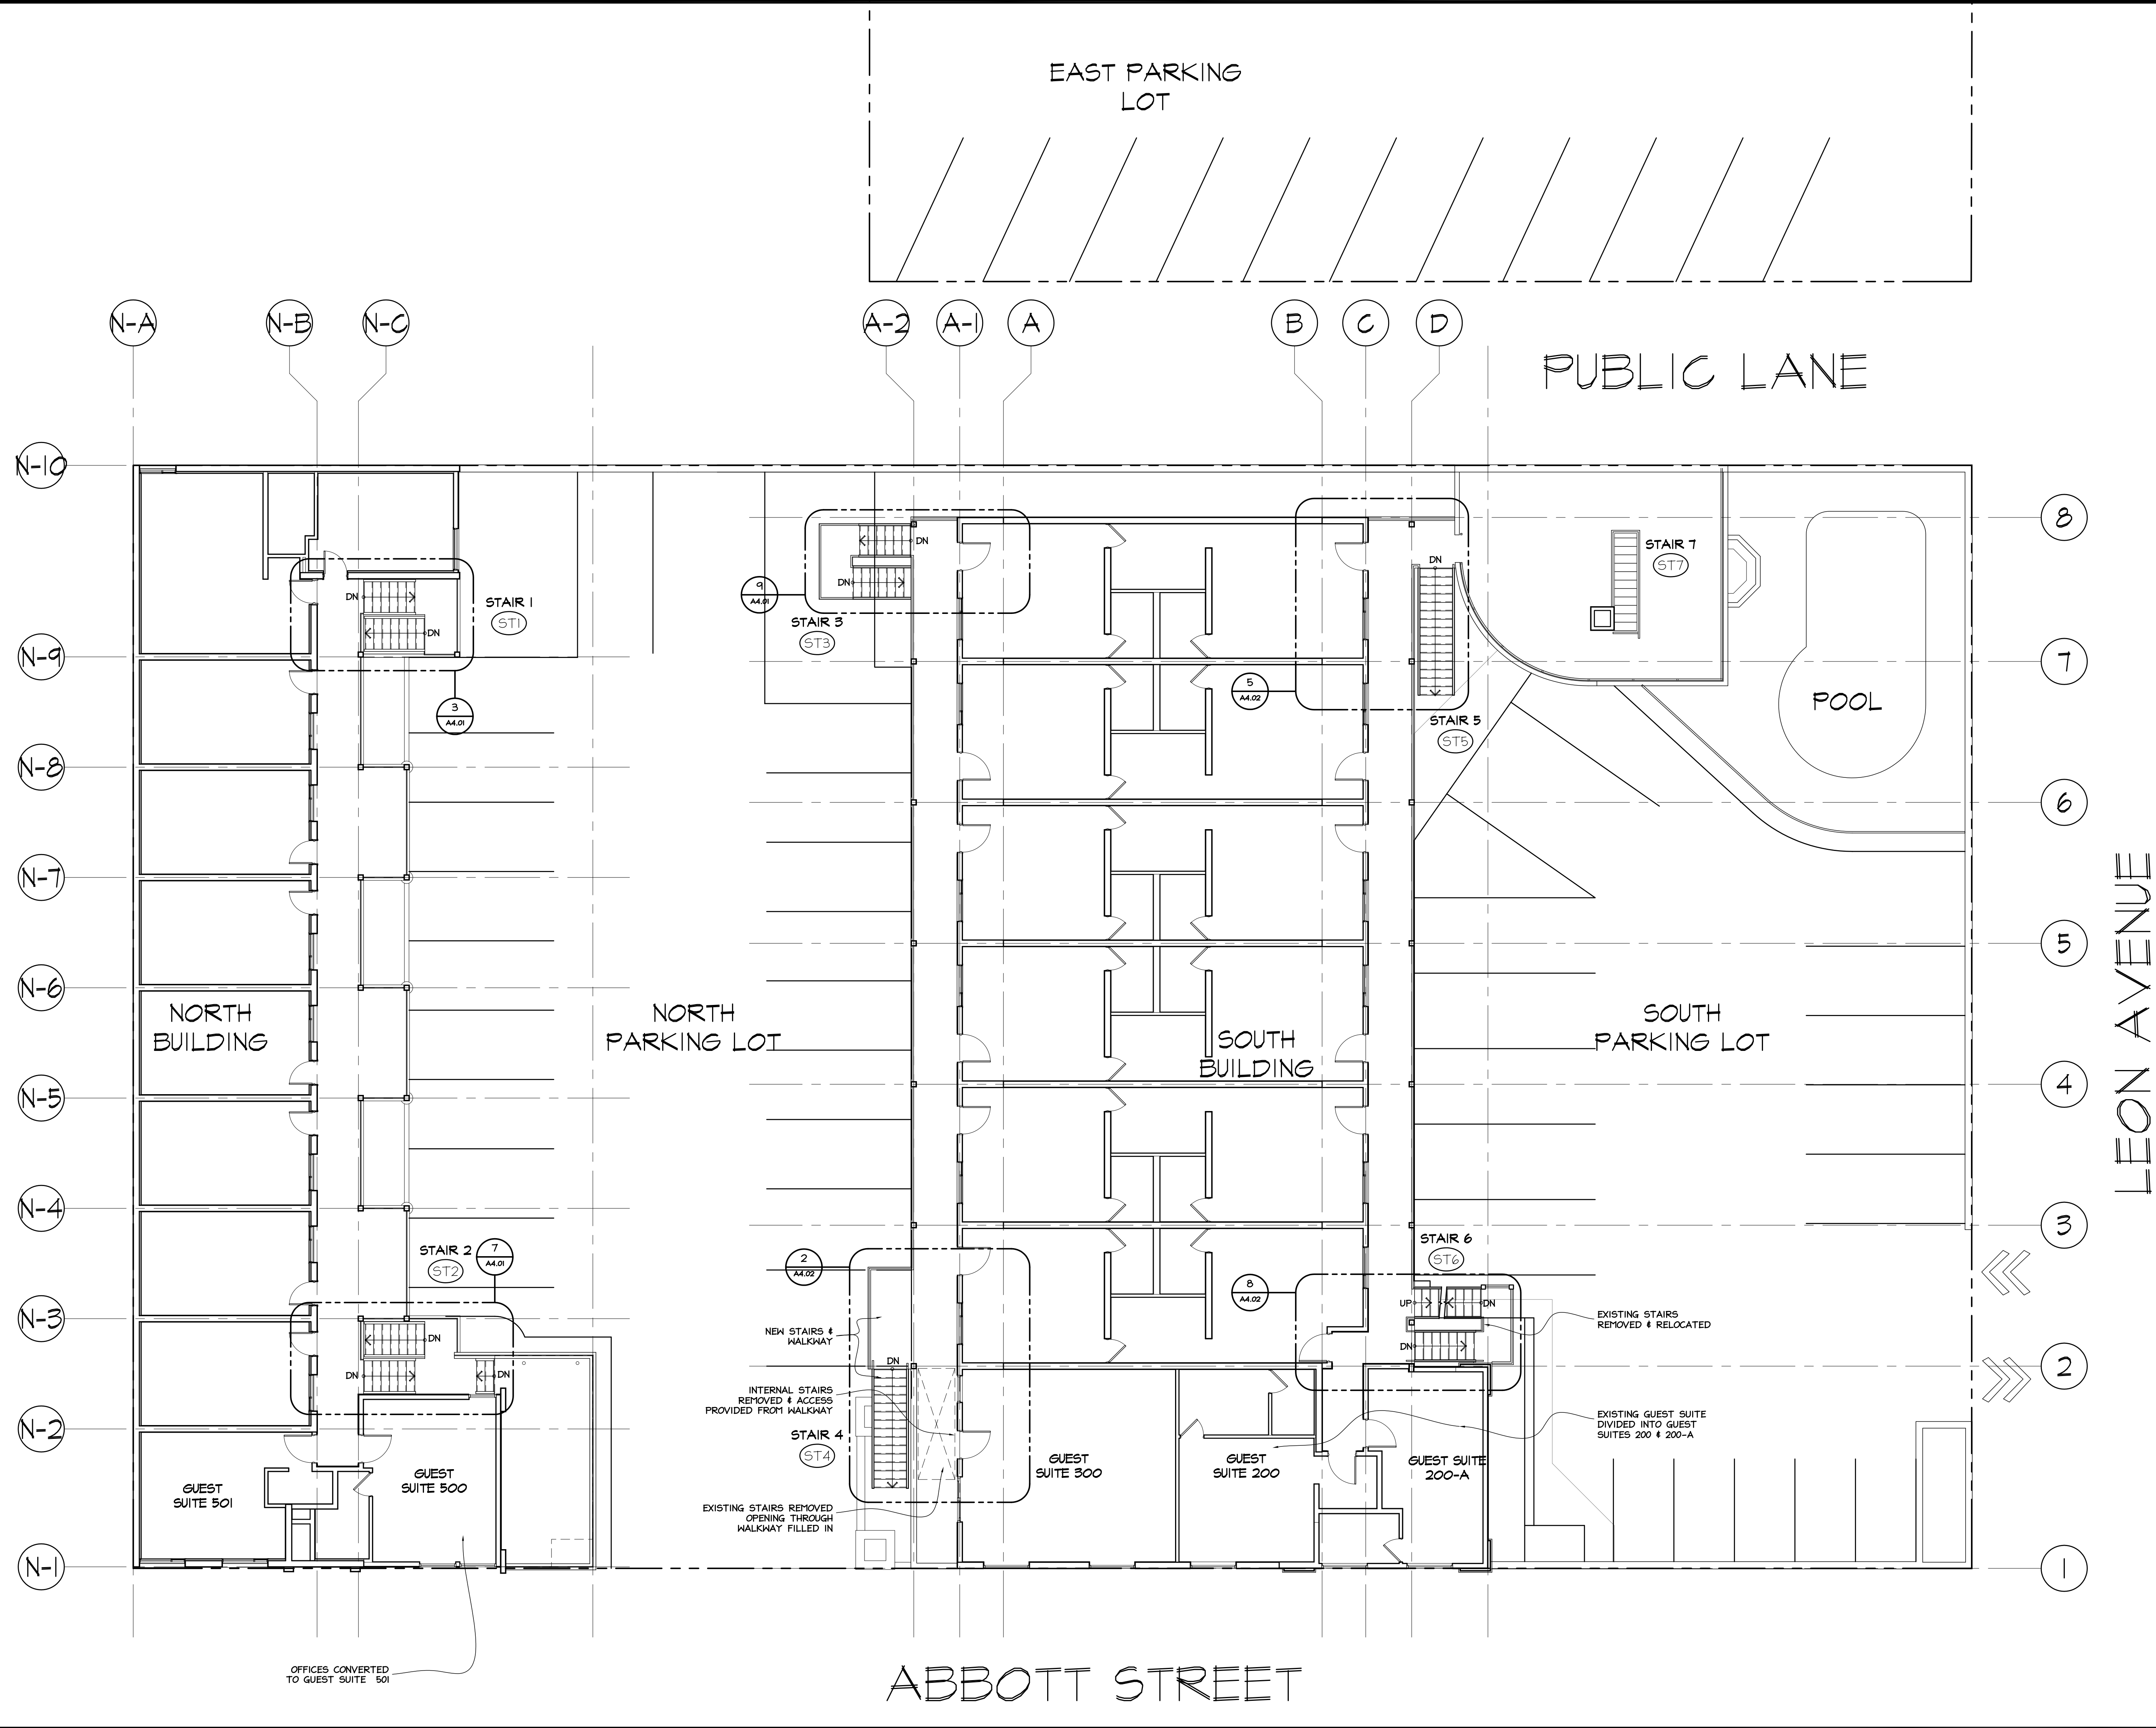 EAST PARKING
LOT
N-A
N-B
N-C
A-2
A-1
A
B
C
D
PUBLIC LANE
N-10
8
STAIR 7
ST7
DN
DN
DN
9
A4.01
DN
STAIR 1
ST1
DN
DN
STAIR 3
ST3
N-9
7
5
A4.02
3
A4.01
STAIR 5
ST5
POOL
N-8
6
N-7
5
N-6
NORTH
BUILDING
NORTH
PARKING LOT
SOUTH
BUILDING
SOUTH
PARKING LOT
LEON AVENUE
N-5
4
N-4
3
STAIR 2
ST2
7
A4.01
2
A4.02
STAIR 6
ST6
8
A4.02
UP
DN
DN
N-3
EXISTING STAIRS
REMOVED & RELOCATED
NEW STAIRS &
WALKWAY
DN
DN
DN
DN
2
INTERNAL STAIRS
REMOVED & ACCESS
PROVIDED FROM WALKWAY
N-2
STAIR 4
ST4
EXISTING GUEST SUITE
DIVIDED INTO GUEST
SUITES 200 & 200-A
GUEST
SUITE 501
GUEST
SUITE 500
GUEST
SUITE 300
GUEST
SUITE 200
GUEST SUITE
200-A
EXISTING STAIRS REMOVED
OPENING THROUGH
WALKWAY FILLED IN
N-1
1
OFFICES CONVERTED
TO GUEST SUITE 501
ABBOTT STREET